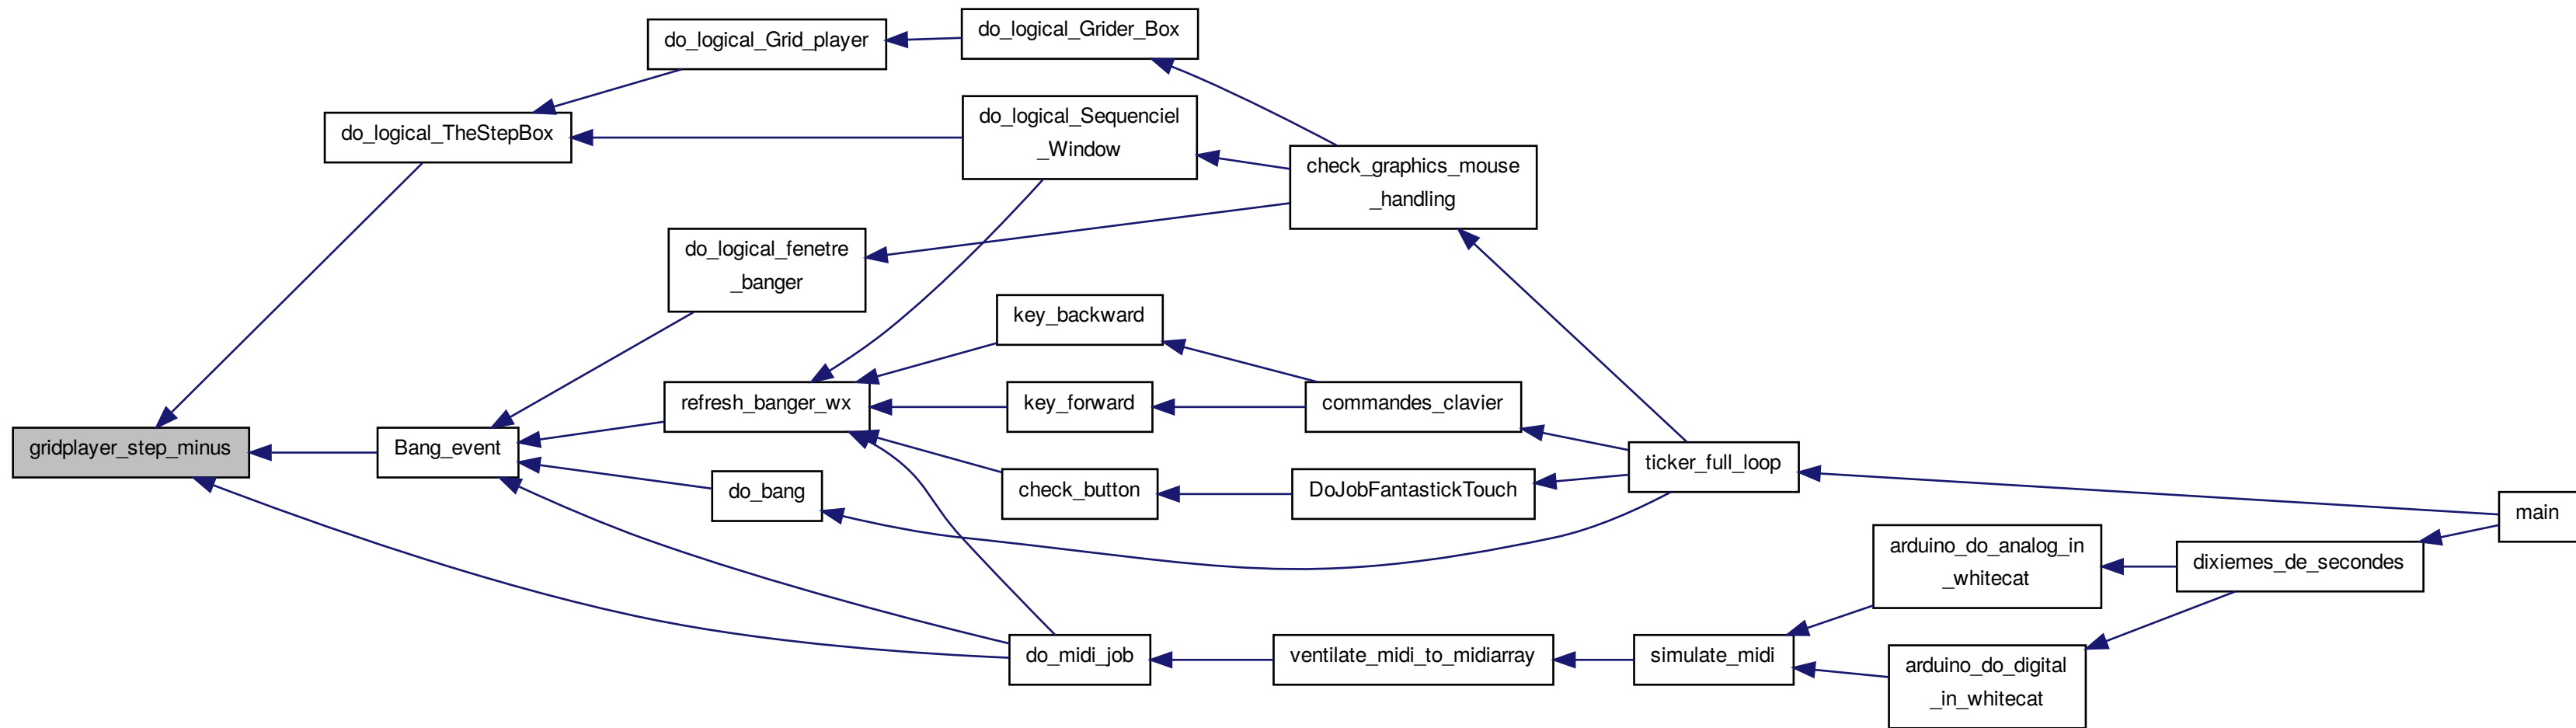 do_logical_Grid_player
do_logical_Grider_Box
do_logical_TheStepBox
do_logical_Sequenciel
_Window
check_graphics_mouse
_handling
do_logical_fenetre
_banger
key_backward
refresh_banger_wx
key_forward
commandes_clavier
gridplayer_step_minus
Bang_event
do_bang
check_button
DoJobFantastickTouch
ticker_full_loop
main
arduino_do_analog_in
_whitecat
dixiemes_de_secondes
do_midi_job
ventilate_midi_to_midiarray
simulate_midi
arduino_do_digital
_in_whitecat